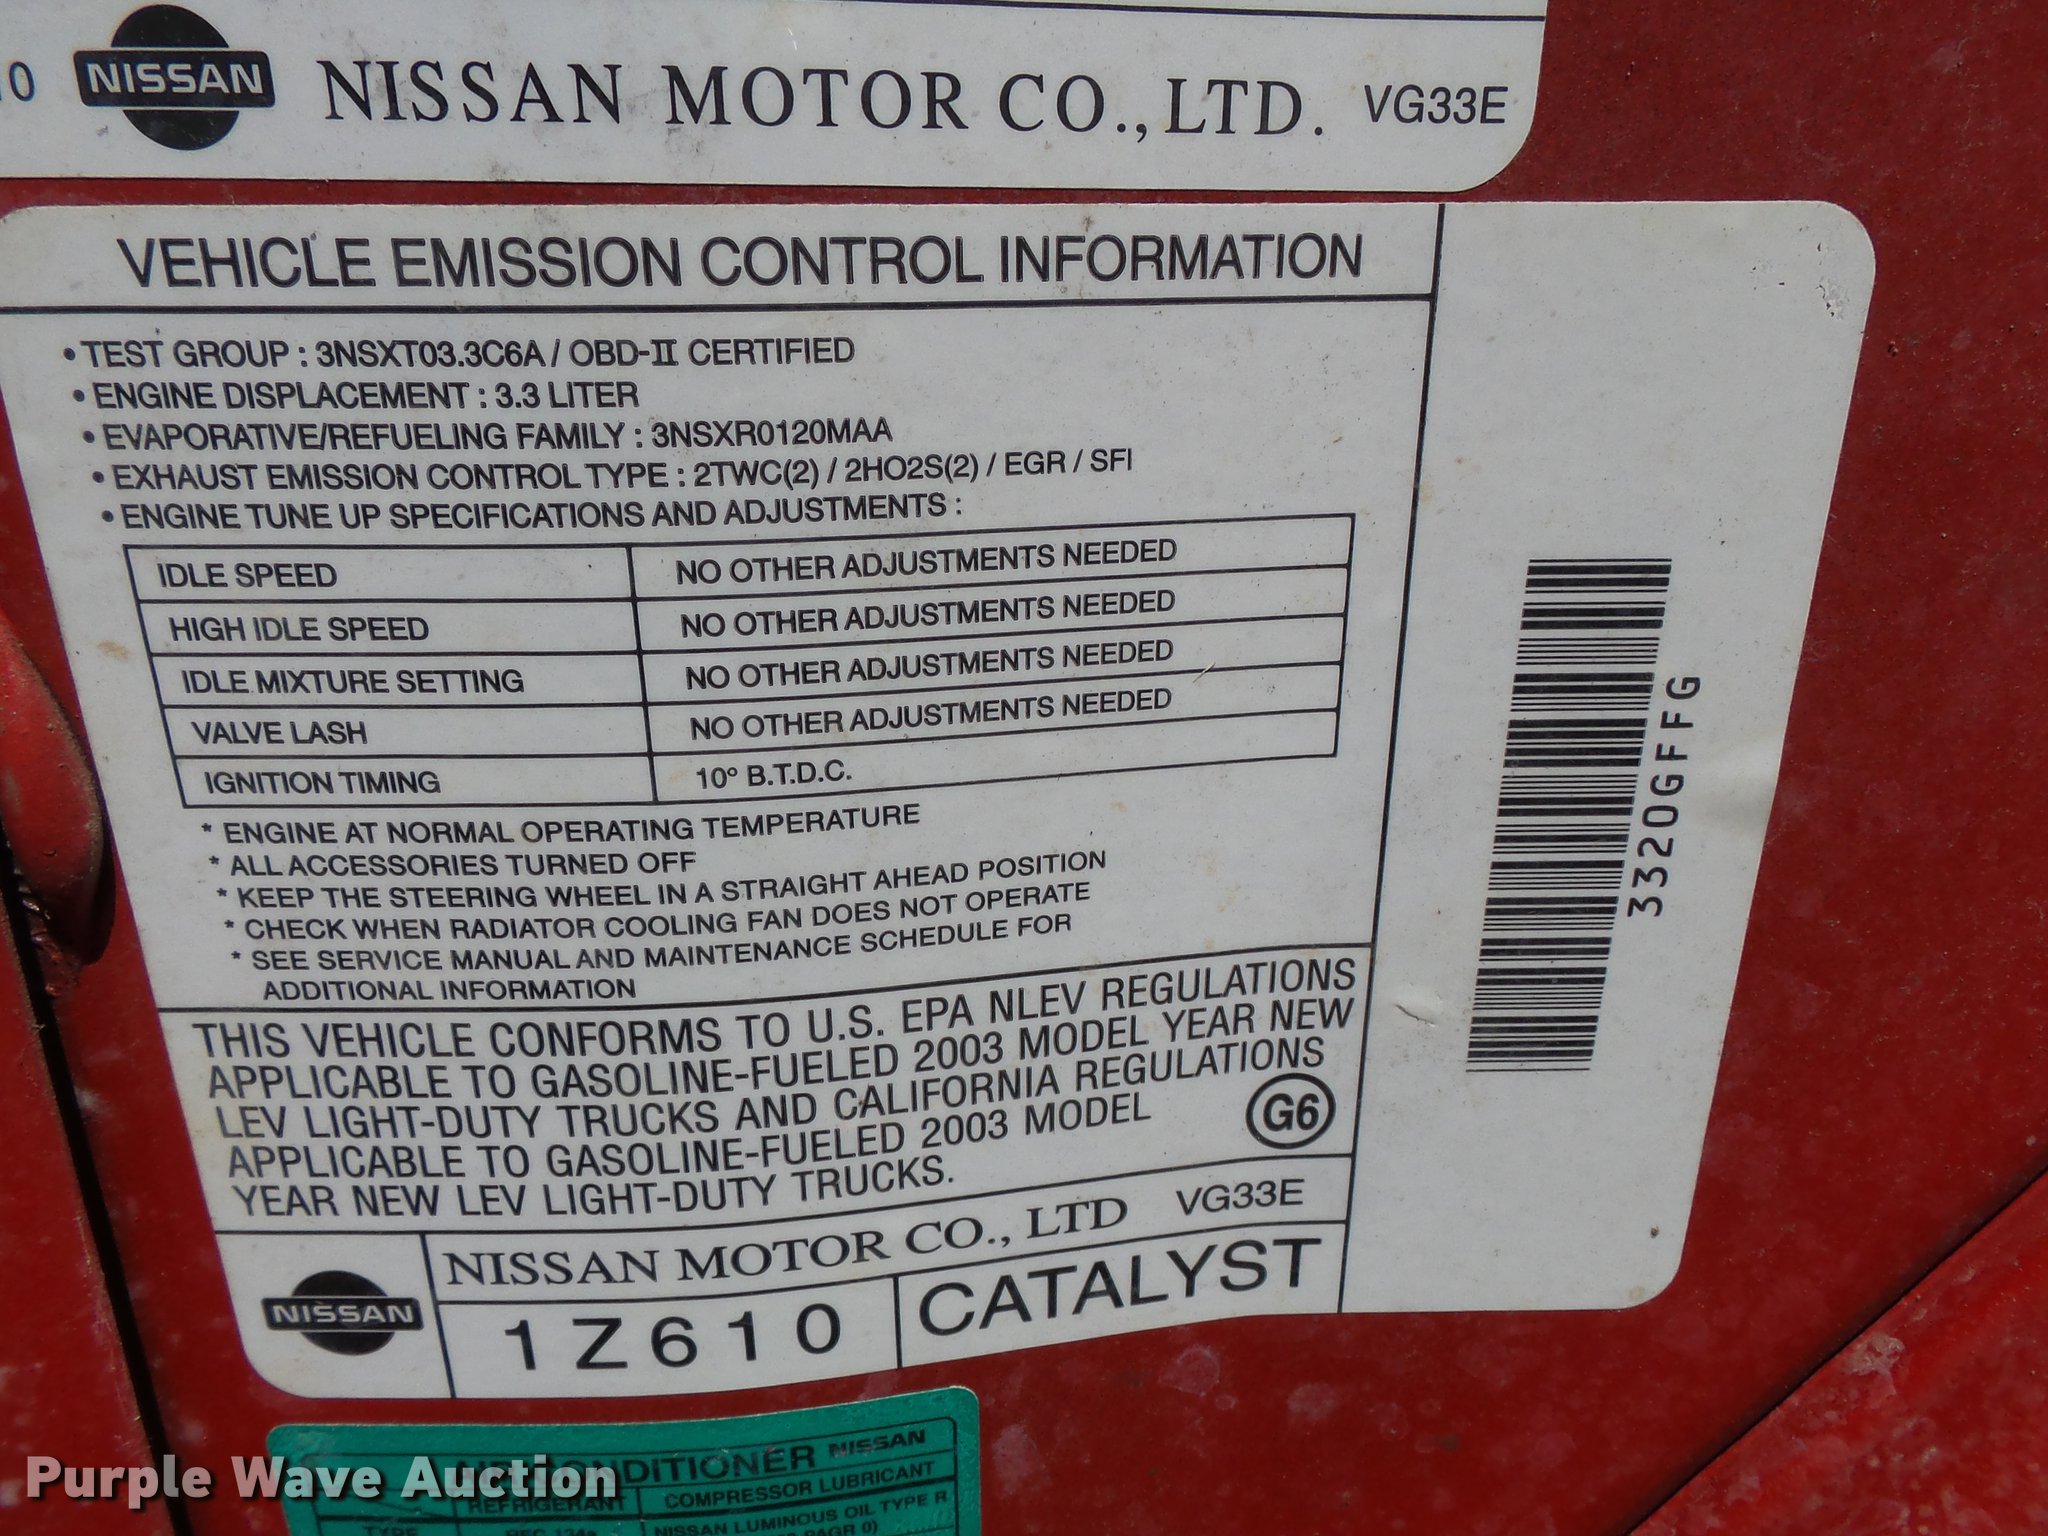 NISSAN NISSAN MOTOR CO., LTD. VG33E
VEHICLE EMISSION CONTROL INFORMATION
• TEST GROUP : 3NSXT03.3C6A / OBD-II CERTIFIED
• ENGINE DISPLACEMENT : 3.3 LITER
• EVAPORATIVE/REFUELING FAMILY : 3NSXR0120MAA
• EXHAUST EMISSION CONTROL TYPE : 2TWC(2) / 2HO2S(2) / EGR / SFI
• ENGINE TUNE UP SPECIFICATIONS AND ADJUSTMENTS :
IDLE SPEED NO OTHER ADJUSTMENTS NEEDED
HIGH IDLE SPEED NO OTHER ADJUSTMENTS NEEDED
IDLE MIXTURE SETTING NO OTHER ADJUSTMENTS NEEDED
VALVE LASH NO OTHER ADJUSTMENTS NEEDED
IGNITION TIMING 10° B.T.D.C.
* ENGINE AT NORMAL OPERATING TEMPERATURE
* ALL ACCESSORIES TURNED OFF
* KEEP THE STEERING WHEEL IN A STRAIGHT AHEAD POSITION
* CHECK WHEN RADIATOR COOLING FAN DOES NOT OPERATE
* SEE SERVICE MANUAL AND MAINTENANCE SCHEDULE FOR
ADDITIONAL INFORMATION
THIS VEHICLE CONFORMS TO U.S. EPA NLEV REGULATIONS
APPLICABLE TO GASOLINE-FUELED 2003 MODEL YEAR NEW
LEV LIGHT-DUTY TRUCKS AND CALIFORNIA REGULATIONS
APPLICABLE TO GASOLINE-FUELED 2003 MODEL
YEAR NEW LEV LIGHT-DUTY TRUCKS.
G6
NISSAN MOTOR CO., LTD VG33E
NISSAN
1Z610 CATALYST
3320GFFG
AIR CONDITIONER NISSAN
REFRIGERANT COMPRESSOR LUBRICANT
TYPE NISSAN LUMINOUS OIL TYPE R
Purple Wave Auction